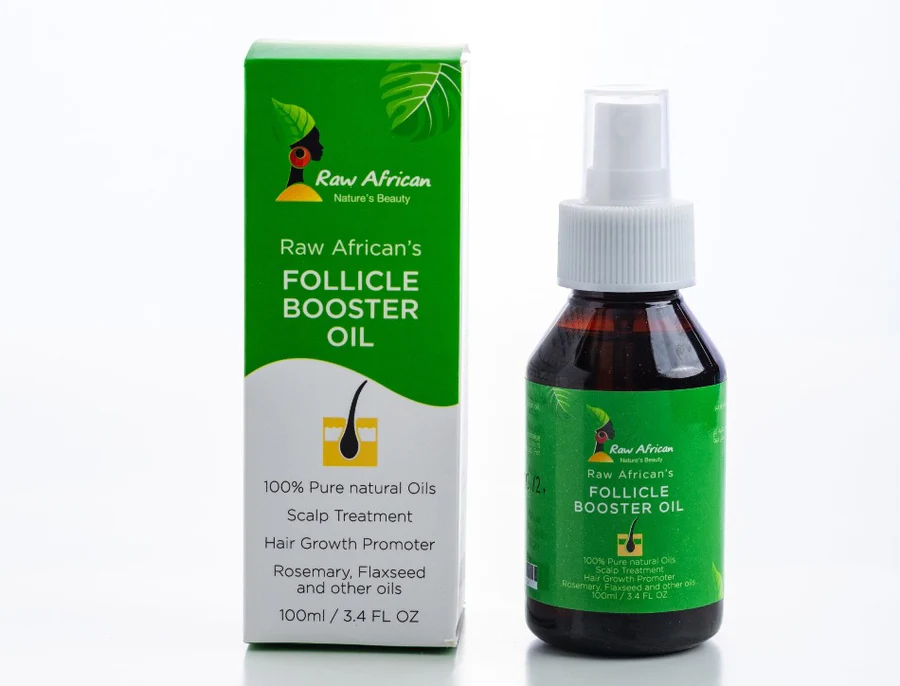 Raw African
Nature's Beauty
Raw African's
FOLLICLE
BOOSTER
OIL
100% Pure natural Oils
Scalp Treatment
Hair Growth Promoter
Rosemary, Flaxseed
and other oils
100ml / 3.4 FL OZ
Raw African
Nature's Beauty
Raw African's
FOLLICLE
BOOSTER OIL
100% Pure natural Oils
Scalp Treatment
Hair Growth Promoter
Rosemary, Flaxseed and other oils
100ml / 3.4 FL OZ